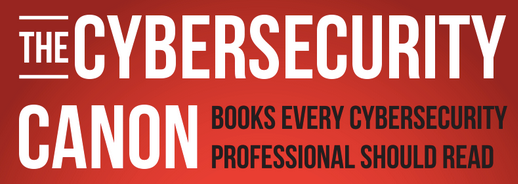 THE CYBERSECURITY
CANON
BOOKS EVERY CYBERSECURITY
PROFESSIONAL SHOULD READ